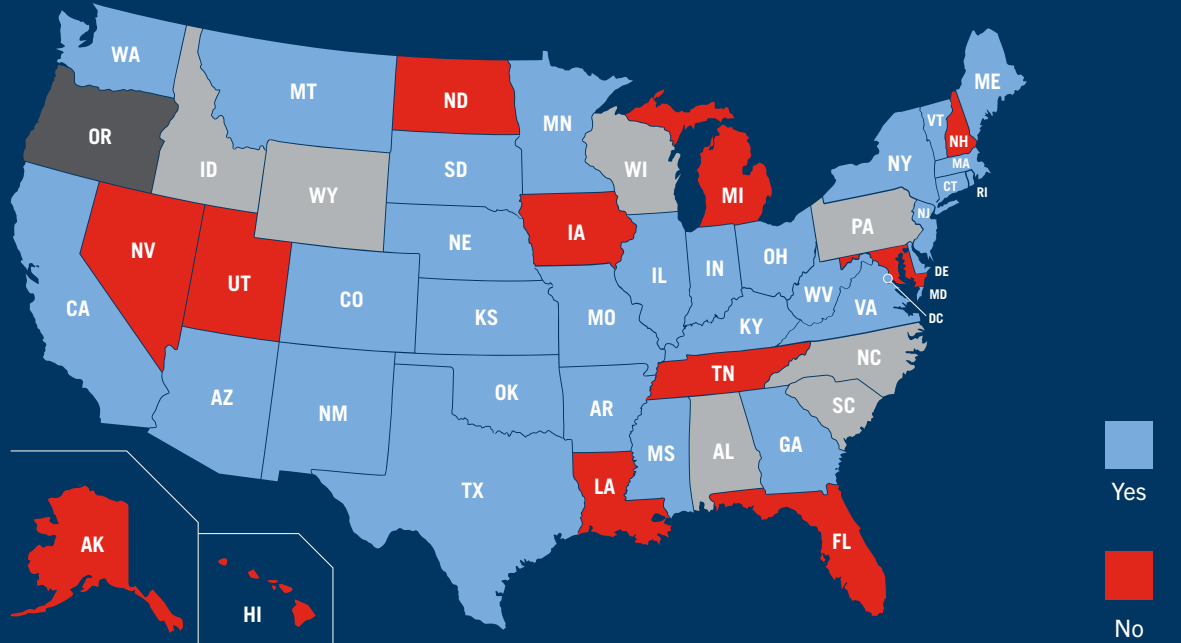 WA
MT
ND
MN
ME
OR
ID
WY
SD
WI
MI
VT
NH
NY
MA
CT
RI
NV
UT
NE
IA
PA
NJ
CA
CO
KS
MO
IL
IN
OH
WV
VA
DE
MD
DC
KY
TN
NC
AZ
NM
OK
AR
SC
TX
LA
MS
AL
GA
FL
AK
HI
Yes
No